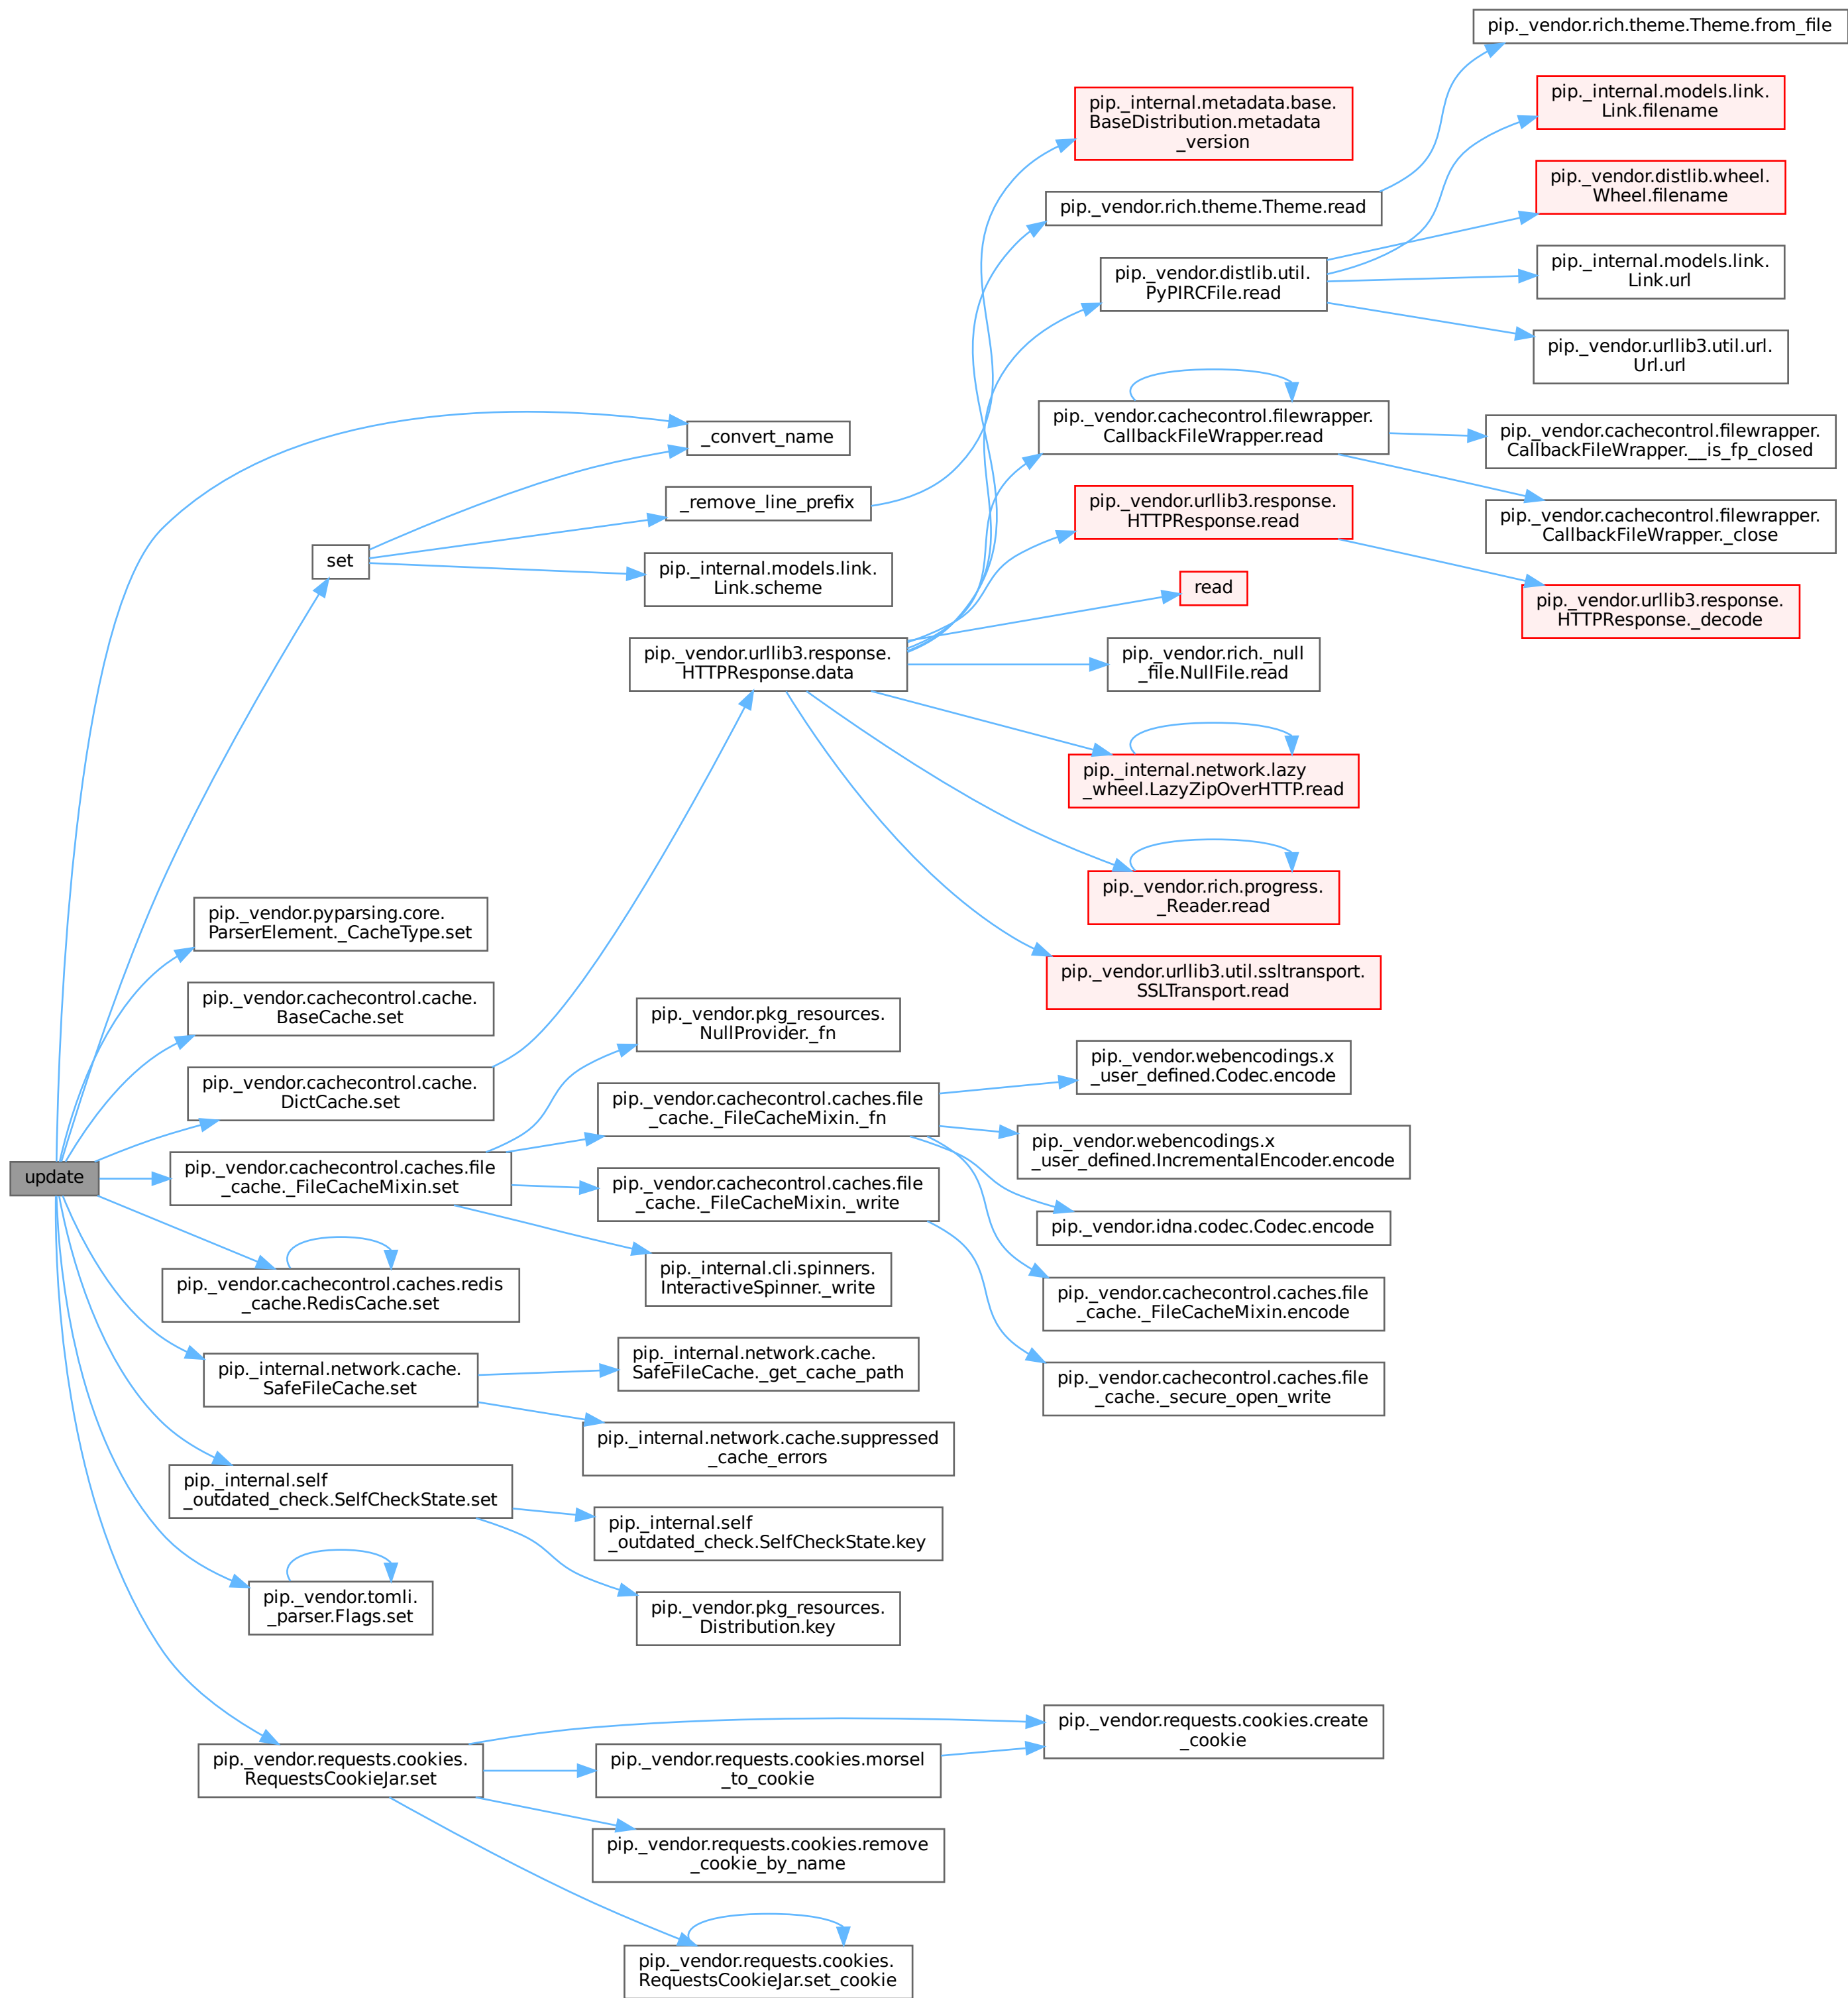 update
_convert_name
set
_remove_line_prefix
pip._internal.models.link.
Link.scheme
pip._vendor.pyparsing.core.
ParserElement._CacheType.set
pip._vendor.cachecontrol.cache.
BaseCache.set
pip._vendor.cachecontrol.cache.
DictCache.set
pip._vendor.cachecontrol.caches.file
_cache._FileCacheMixin.set
pip._vendor.cachecontrol.caches.redis
_cache.RedisCache.set
pip._internal.network.cache.
SafeFileCache.set
pip._internal.self
_outdated_check.SelfCheckState.set
pip._vendor.tomli.
_parser.Flags.set
pip._vendor.requests.cookies.
RequestsCookieJar.set
pip._vendor.urllib3.response.
HTTPResponse.data
pip._vendor.pkg_resources.
NullProvider._fn
pip._vendor.cachecontrol.caches.file
_cache._FileCacheMixin._fn
pip._vendor.cachecontrol.caches.file
_cache._FileCacheMixin._write
pip._internal.cli.spinners.
InteractiveSpinner._write
pip._internal.network.cache.
SafeFileCache._get_cache_path
pip._internal.network.cache.suppressed
_cache_errors
pip._internal.self
_outdated_check.SelfCheckState.key
pip._vendor.pkg_resources.
Distribution.key
pip._vendor.requests.cookies.morsel
_to_cookie
pip._vendor.requests.cookies.remove
_cookie_by_name
pip._vendor.requests.cookies.
RequestsCookieJar.set_cookie
pip._internal.metadata.base.
BaseDistribution.metadata
_version
pip._vendor.rich.theme.Theme.read
pip._vendor.distlib.util.
PyPIRCFile.read
pip._vendor.cachecontrol.filewrapper.
CallbackFileWrapper.read
pip._vendor.urllib3.response.
HTTPResponse.read
read
pip._vendor.rich._null
_file.NullFile.read
pip._internal.network.lazy
_wheel.LazyZipOverHTTP.read
pip._vendor.rich.progress.
_Reader.read
pip._vendor.urllib3.util.ssltransport.
SSLTransport.read
pip._vendor.webencodings.x
_user_defined.Codec.encode
pip._vendor.webencodings.x
_user_defined.IncrementalEncoder.encode
pip._vendor.idna.codec.Codec.encode
pip._vendor.cachecontrol.caches.file
_cache._FileCacheMixin.encode
pip._vendor.cachecontrol.caches.file
_cache._secure_open_write
pip._vendor.requests.cookies.create
_cookie
pip._vendor.rich.theme.Theme.from_file
pip._internal.models.link.
Link.filename
pip._vendor.distlib.wheel.
Wheel.filename
pip._internal.models.link.
Link.url
pip._vendor.urllib3.util.url.
Url.url
pip._vendor.cachecontrol.filewrapper.
CallbackFileWrapper.__is_fp_closed
pip._vendor.cachecontrol.filewrapper.
CallbackFileWrapper._close
pip._vendor.urllib3.response.
HTTPResponse._decode